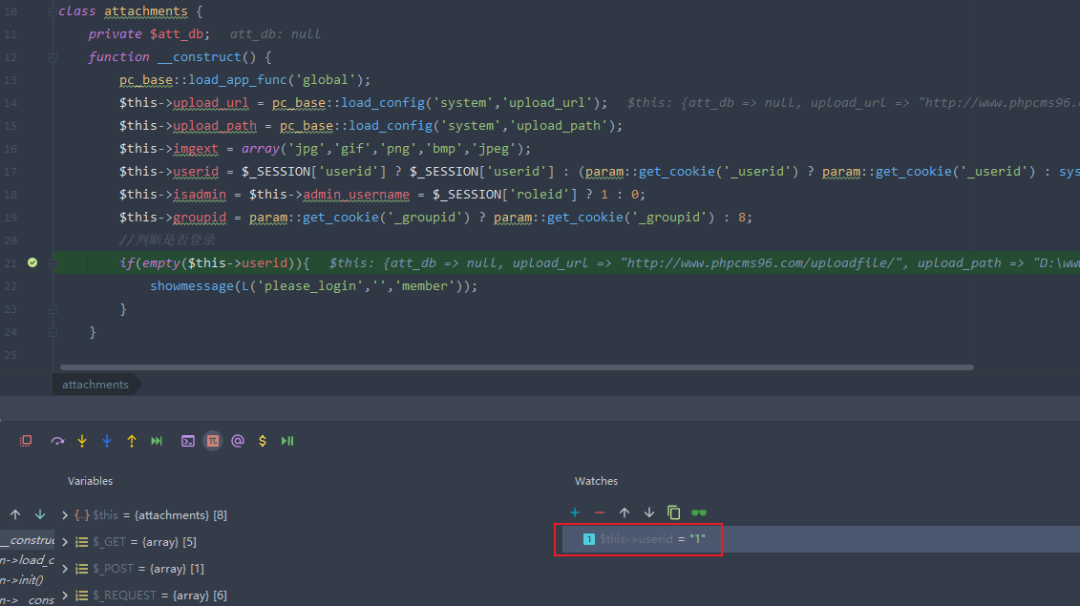 10 class attachments {
11 private $att_db; att_db: null
12 function __construct() {
13 pc_base::load_app_func('global');
14 $this->upload_url = pc_base::load_config('system','upload_url'); $this: {att_db => null, upload_url => "http://www.phpcms96.c
15 $this->upload_path = pc_base::load_config('system','upload_path');
16 $this->imgext = array('jpg','gif','png','bmp','jpeg');
17 $this->userid = $_SESSION['userid'] ? $_SESSION['userid'] : (param::get_cookie('_userid') ? param::get_cookie('_userid') : sys
18 $this->isadmin = $this->admin_username = $_SESSION['roleid'] ? 1 : 0;
19 $this->groupid = param::get_cookie('_groupid') ? param::get_cookie('_groupid') : 8;
20 //判断是否登录
21 if(empty($this->userid)){ $this: {att_db => null, upload_url => "http://www.phpcms96.com/uploadfile/", upload_path => "D:\ww
22 showmessage(L('please_login','','member'));
23 }
24 }
25
attachments
Variables
Watches
$this = {attachments} [8]
__constru
$_GET = {array} [5]
1 $this->userid = "1"
n->load_c
$_POST = {array} [1]
n->init()
$_REQUEST = {array} [6]
n-> cons